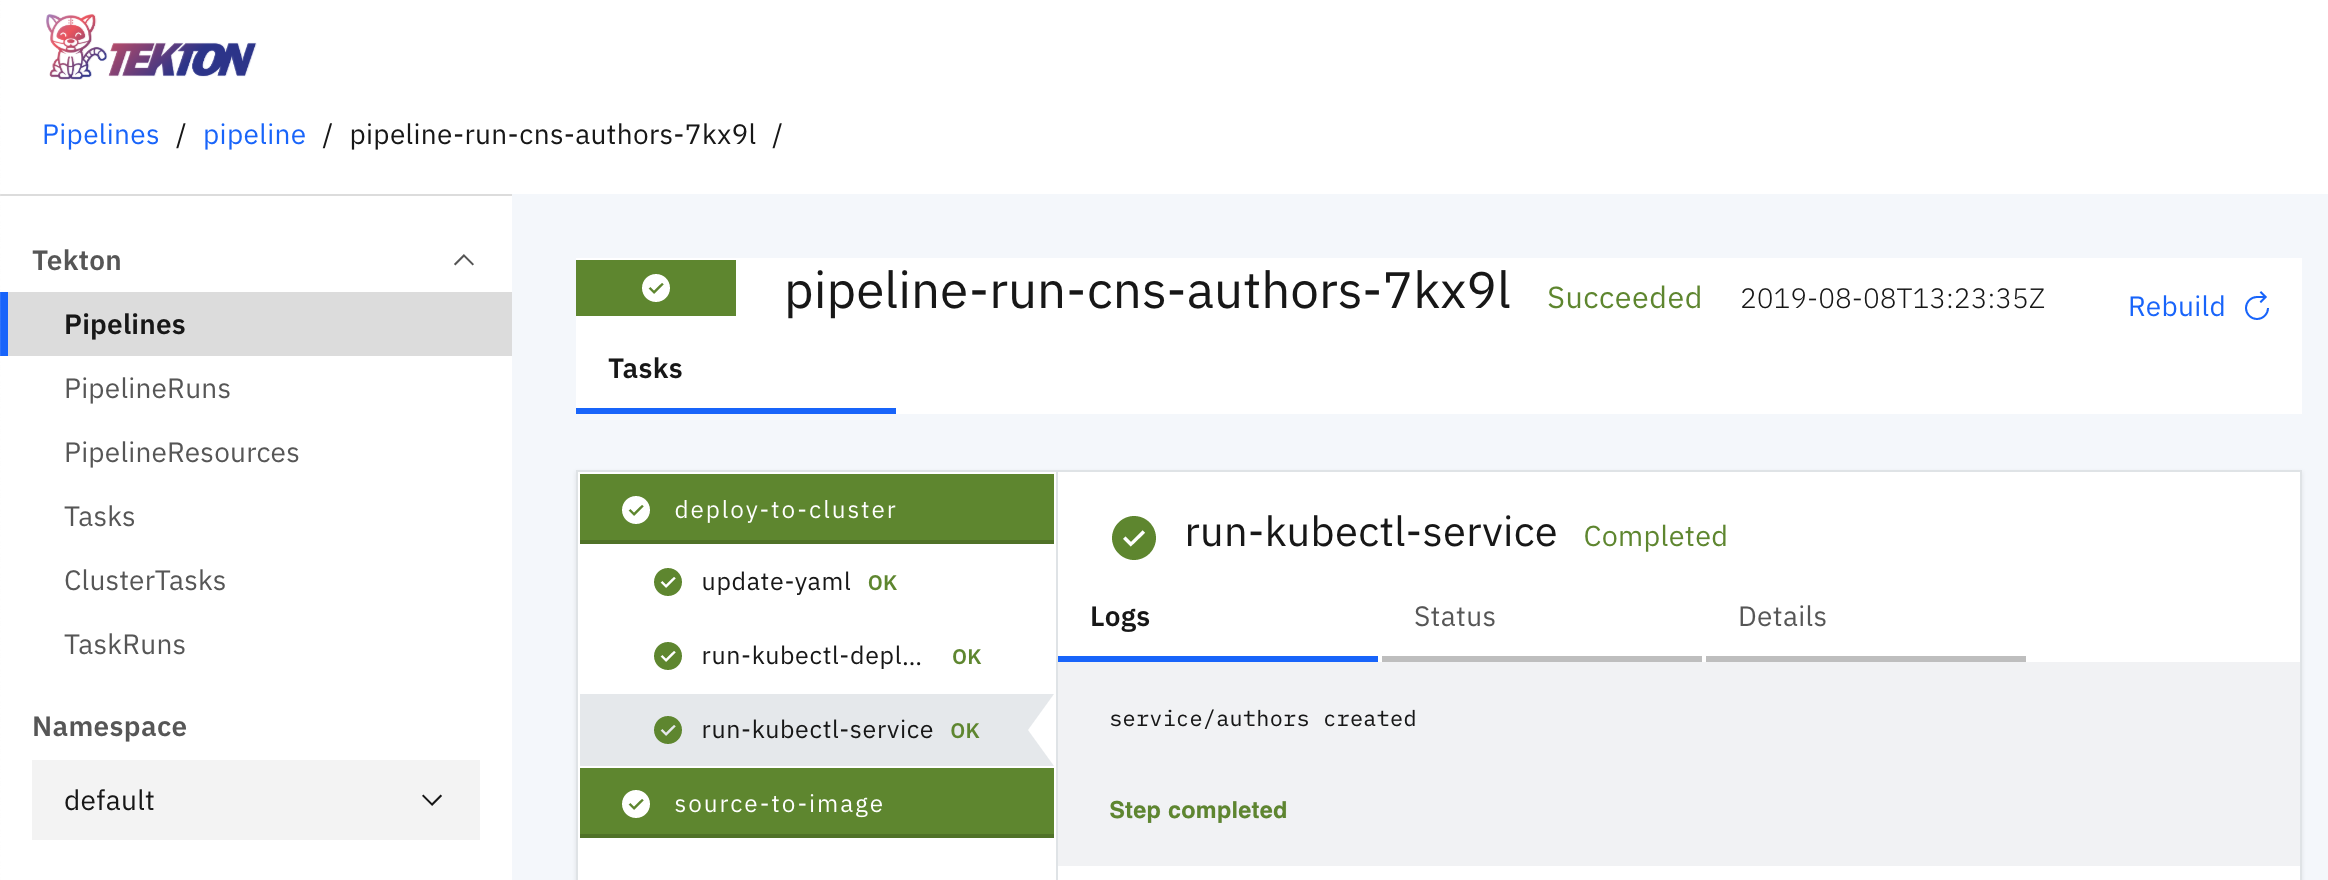 TEKTON
Pipelines / pipeline / pipeline-run-cns-authors-7kx9l /
Tekton
Pipelines
PipelineRuns
PipelineResources
Tasks
ClusterTasks
TaskRuns
Namespace
default
pipeline-run-cns-authors-7kx9l Succeeded 2019-08-08T13:23:35Z Rebuild
Tasks
deploy-to-cluster
update-yaml OK
run-kubectl-depl... OK
run-kubectl-service OK
source-to-image
run-kubectl-service Completed
Logs Status Details
service/authors created
Step completed